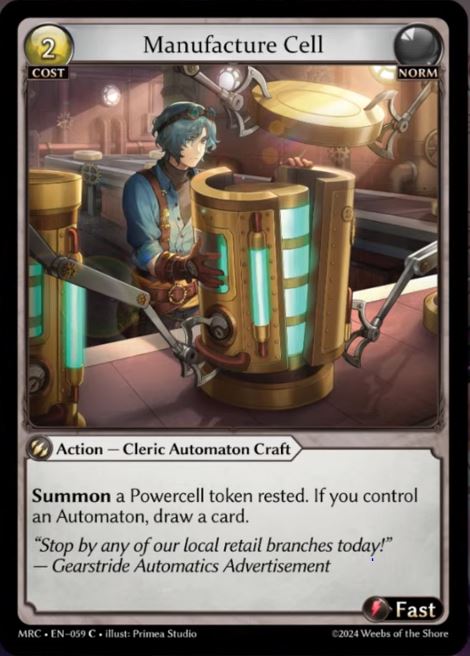 2
Manufacture Cell
COST
NORM
Action — Cleric Automaton Craft
Summon a Powercell token rested. If you control
an Automaton, draw a card.
“Stop by any of our local retail branches today!”
— Gearstride Automatics Advertisement
Fast
MRC • EN–059 C • illust: Primea Studio
©2024 Weebs of the Shore